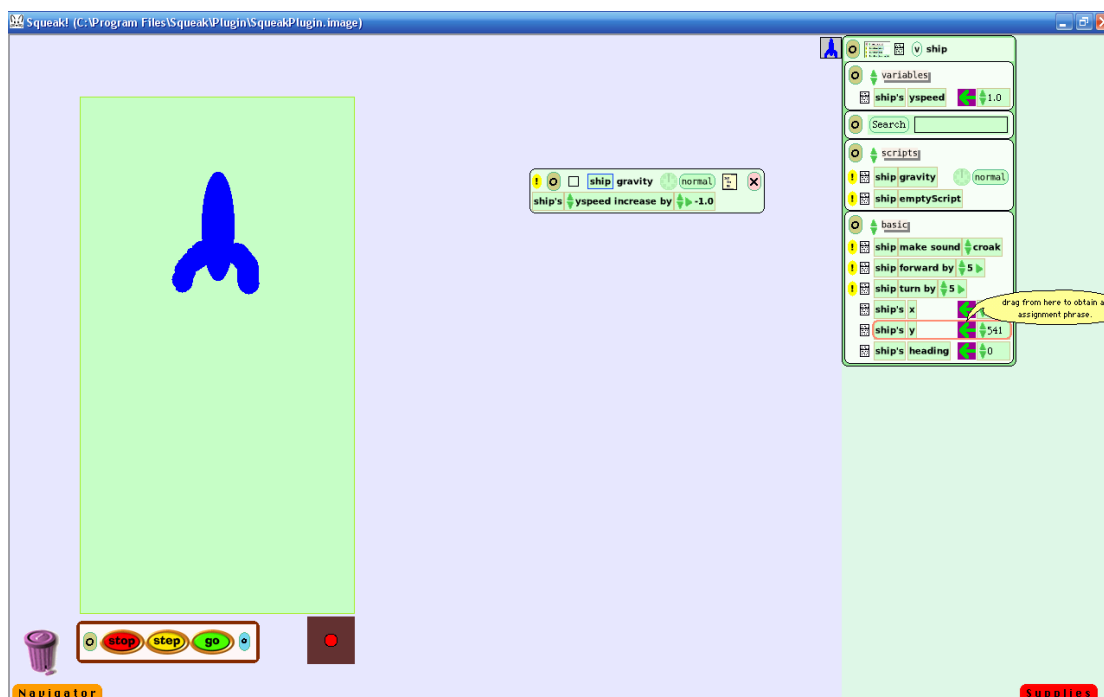 Squeak! (C:\Program Files\Squeak\Plugin\SqueakPlugin.image)
v ship
variables
ship's yspeed 1.0
Search
scripts
ship gravity normal
ship emptyScript
basic
ship make sound croak
ship forward by 5
ship turn by 5
ship's x
ship's y 541
ship's heading 0
drag from here to obtain a
assignment phrase.
! ship gravity normal
ship's yspeed increase by -1.0
stop step go
Navigator
Supplies